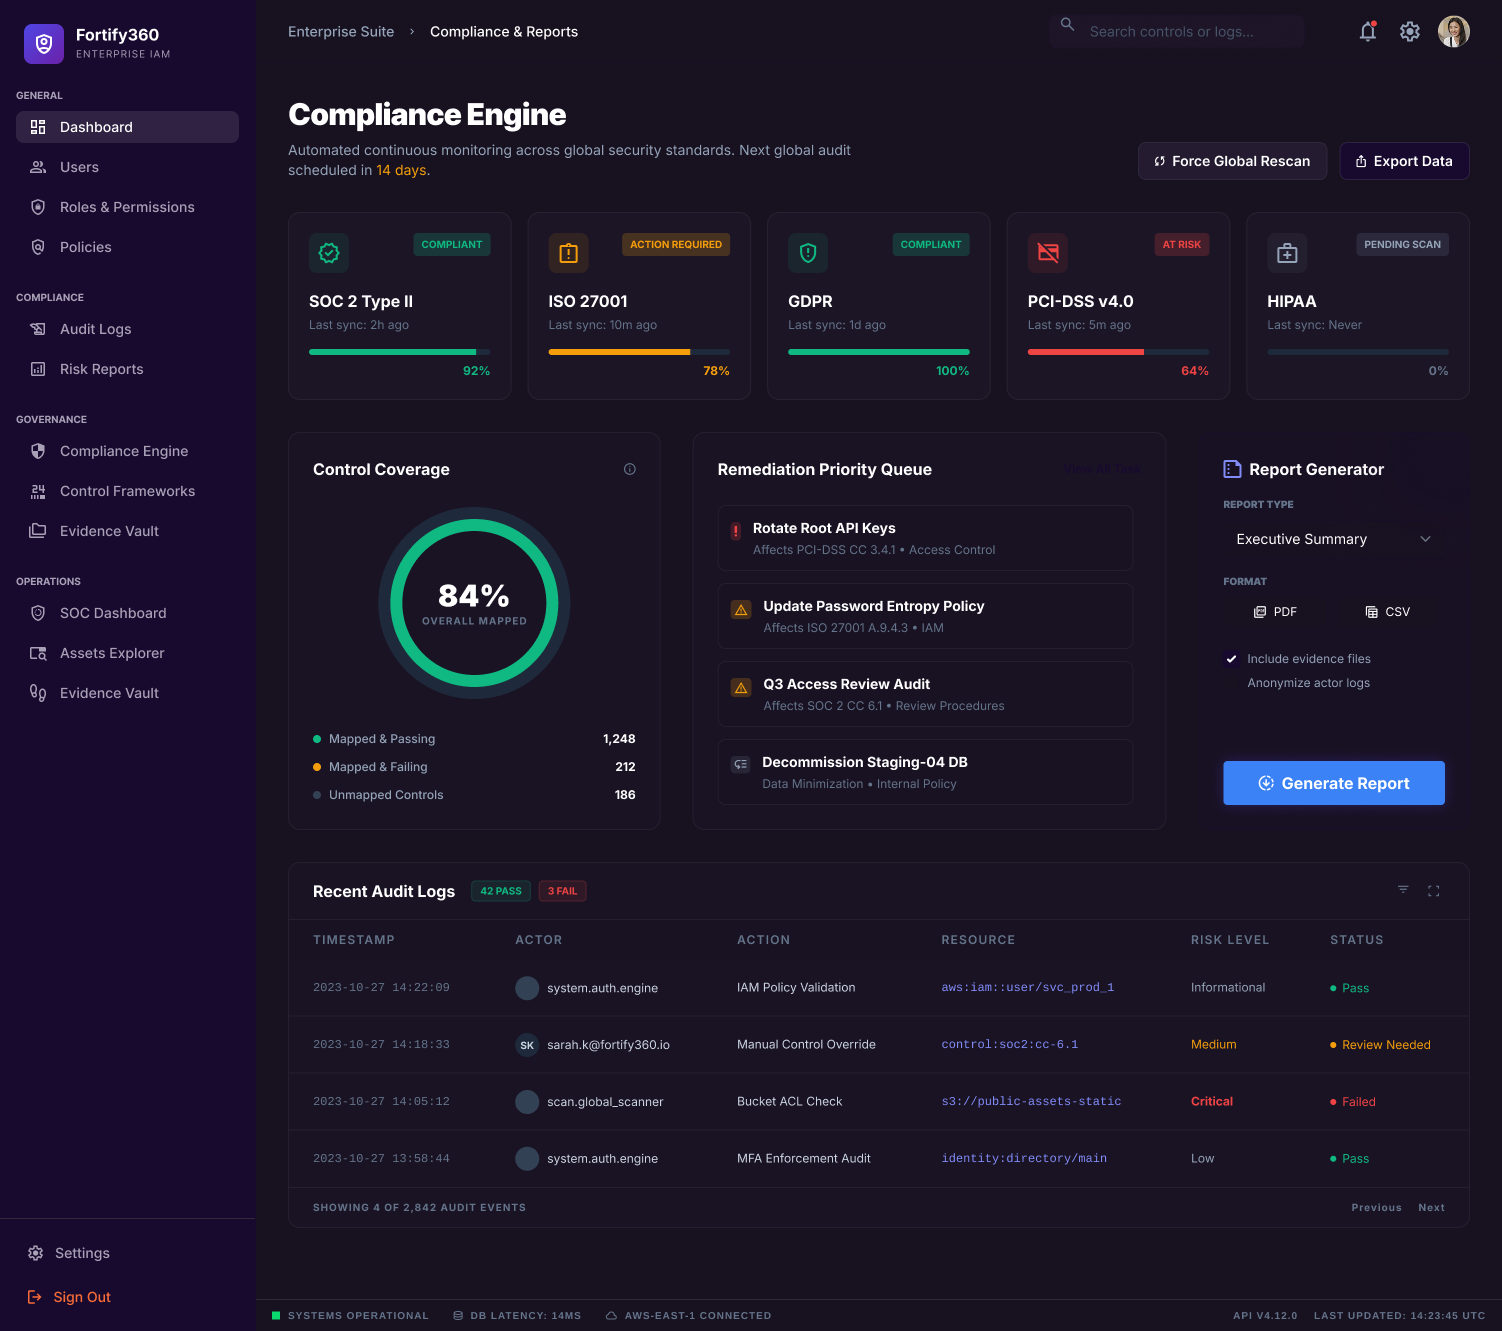 Fortify360
ENTERPRISE IAM
GENERAL
Dashboard
Users
Roles & Permissions
Policies
COMPLIANCE
Audit Logs
Risk Reports
GOVERNANCE
Compliance Engine
Control Frameworks
Evidence Vault
OPERATIONS
SOC Dashboard
Assets Explorer
Evidence Vault
Settings
Sign Out
Enterprise Suite › Compliance & Reports
Search controls or logs...
Compliance Engine
Automated continuous monitoring across global security standards. Next global audit
scheduled in 14 days.
Force Global Rescan
Export Data
COMPLIANT
SOC 2 Type II
Last sync: 2h ago
92%
ACTION REQUIRED
ISO 27001
Last sync: 10m ago
78%
COMPLIANT
GDPR
Last sync: 1d ago
100%
AT RISK
PCI-DSS v4.0
Last sync: 5m ago
64%
PENDING SCAN
HIPAA
Last sync: Never
0%
Control Coverage
84%
OVERALL MAPPED
Mapped & Passing 1,248
Mapped & Failing 212
Unmapped Controls 186
Remediation Priority Queue
View All Task
Rotate Root API Keys
Affects PCI-DSS CC 3.4.1 • Access Control
Update Password Entropy Policy
Affects ISO 27001 A.9.4.3 • IAM
Q3 Access Review Audit
Affects SOC 2 CC 6.1 • Review Procedures
Decommission Staging-04 DB
Data Minimization • Internal Policy
Report Generator
REPORT TYPE
Executive Summary
FORMAT
PDF CSV
Include evidence files
Anonymize actor logs
Generate Report
Recent Audit Logs 42 PASS 3 FAIL
TIMESTAMP ACTOR ACTION RESOURCE RISK LEVEL STATUS
2023-10-27 14:22:09 system.auth.engine IAM Policy Validation aws:iam::user/svc_prod_1 Informational Pass
2023-10-27 14:18:33 SK sarah.k@fortify360.io Manual Control Override control:soc2:cc-6.1 Medium Review Needed
2023-10-27 14:05:12 scan.global_scanner Bucket ACL Check s3://public-assets-static Critical Failed
2023-10-27 13:58:44 system.auth.engine MFA Enforcement Audit identity:directory/main Low Pass
SHOWING 4 OF 2,842 AUDIT EVENTS Previous Next
SYSTEMS OPERATIONAL DB LATENCY: 14MS AWS-EAST-1 CONNECTED API V4.12.0 LAST UPDATED: 14:23:45 UTC